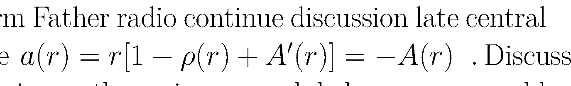 rm Father radio continue discussion late central
e a(r) = r[1 − ρ(r) + A′(r)] = −A(r) . Discuss